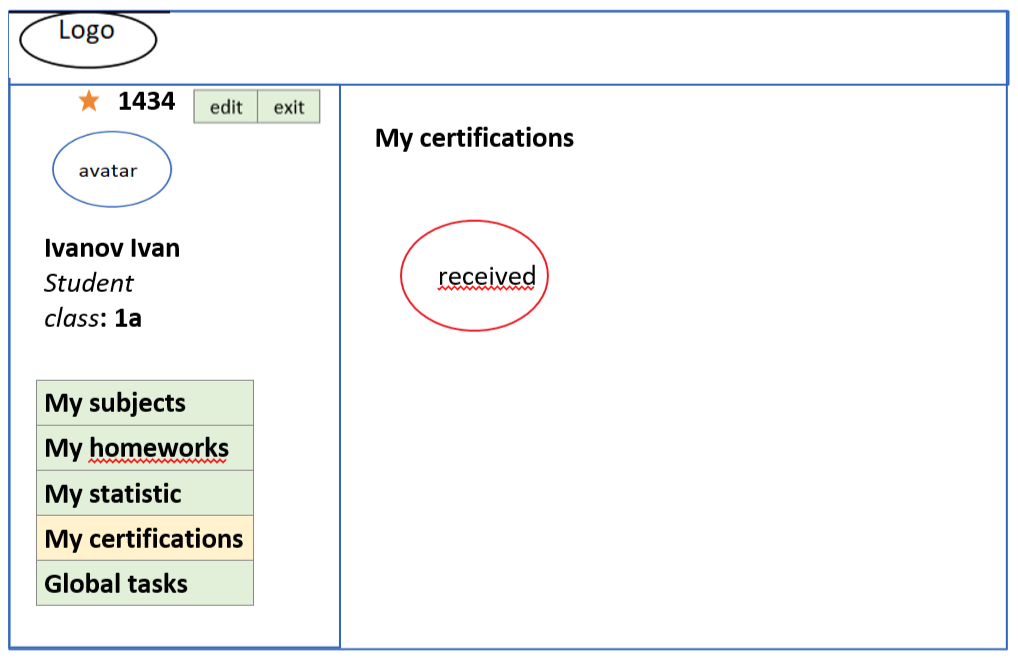 Logo
1434
edit exit
avatar
Ivanov Ivan
Student
class: 1a
My subjects
My homeworks
My statistic
My certifications
Global tasks
My certifications
received